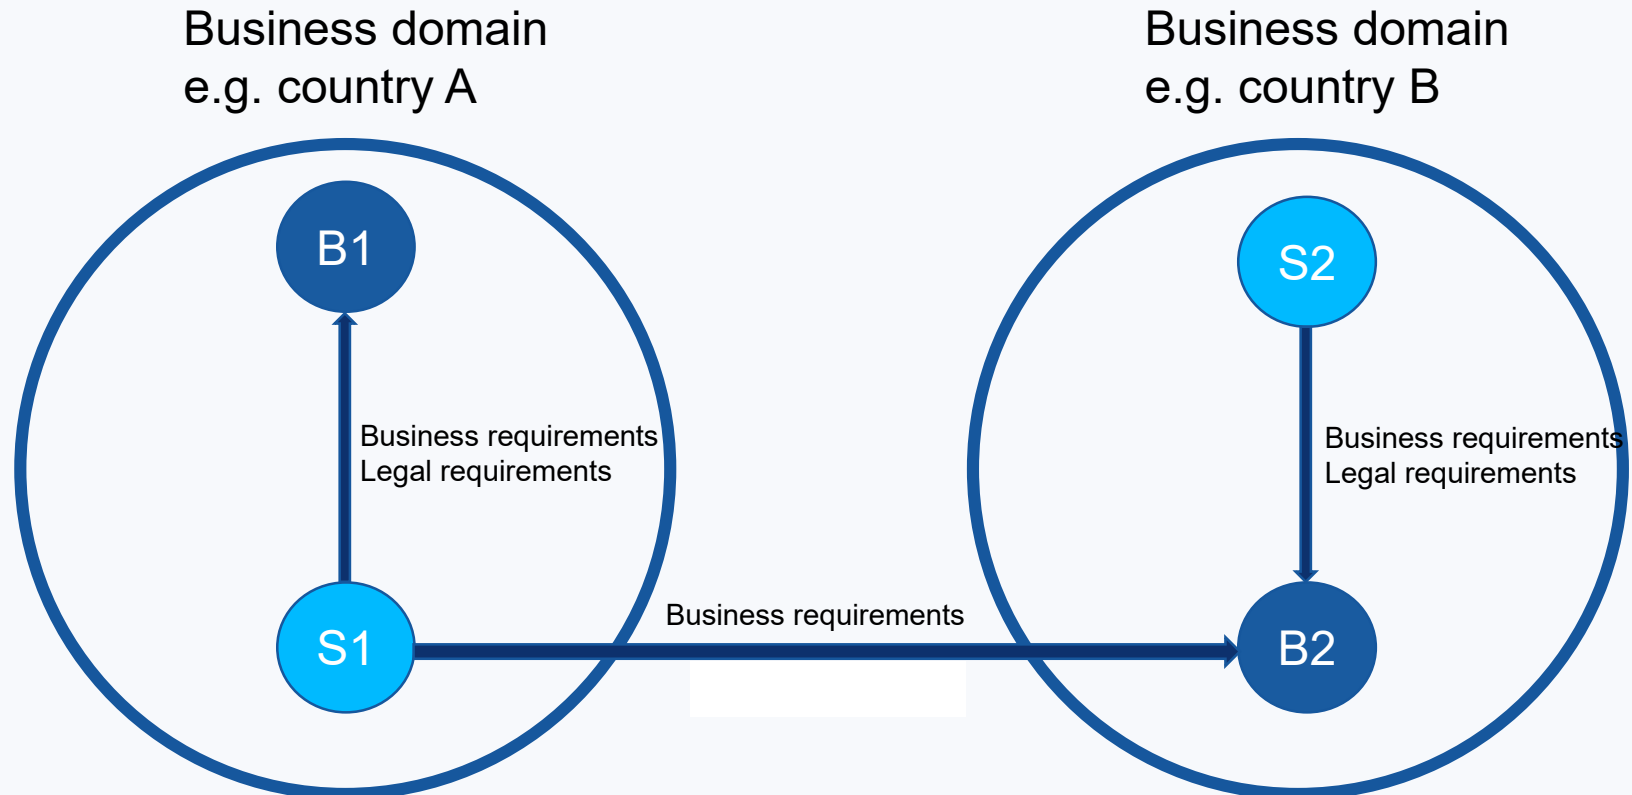 Business domain
e.g. country A
Business domain
e.g. country B
B1
S2
Business requirements
Legal requirements
Business requirements
Legal requirements
Business requirements
S1
B2